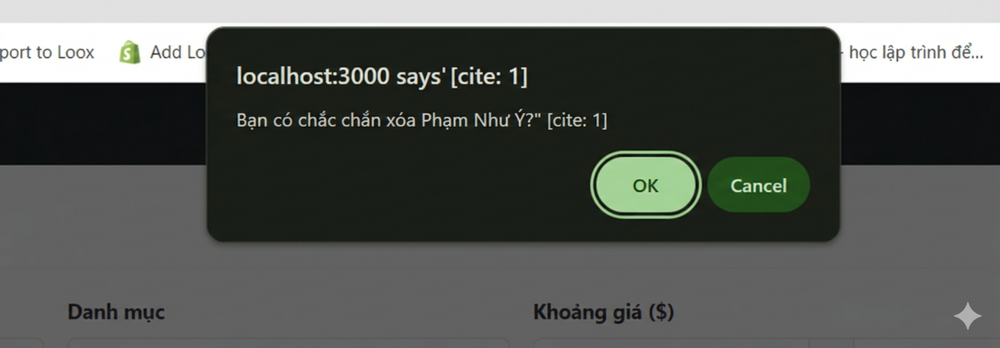 port to Loox
Add Lo
học lập trình để...
localhost:3000 says' [cite: 1]
Bạn có chắc chắn xóa Phạm Như Ý?" [cite: 1]
OK
Cancel
Danh mục
Khoảng giá ($)